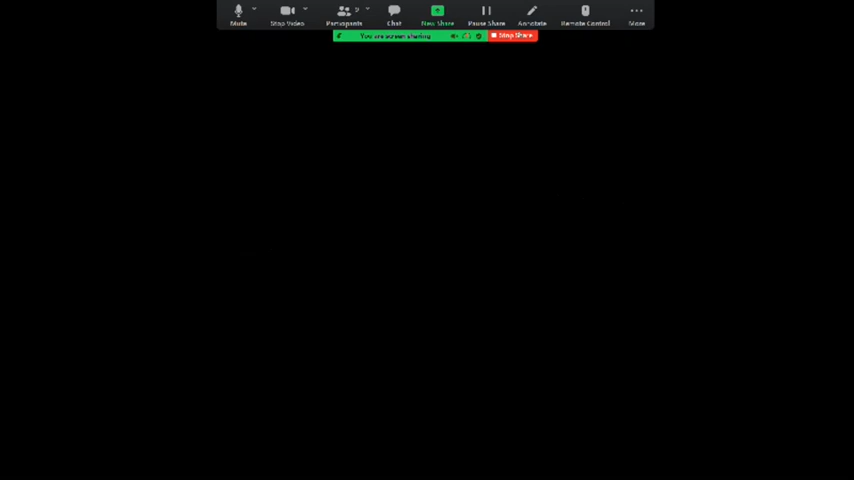 Mute
Stop Video
Participants
Chat
New Share
Pause Share
Annotate
Remote Control
More
You are screen sharing
Stop Share